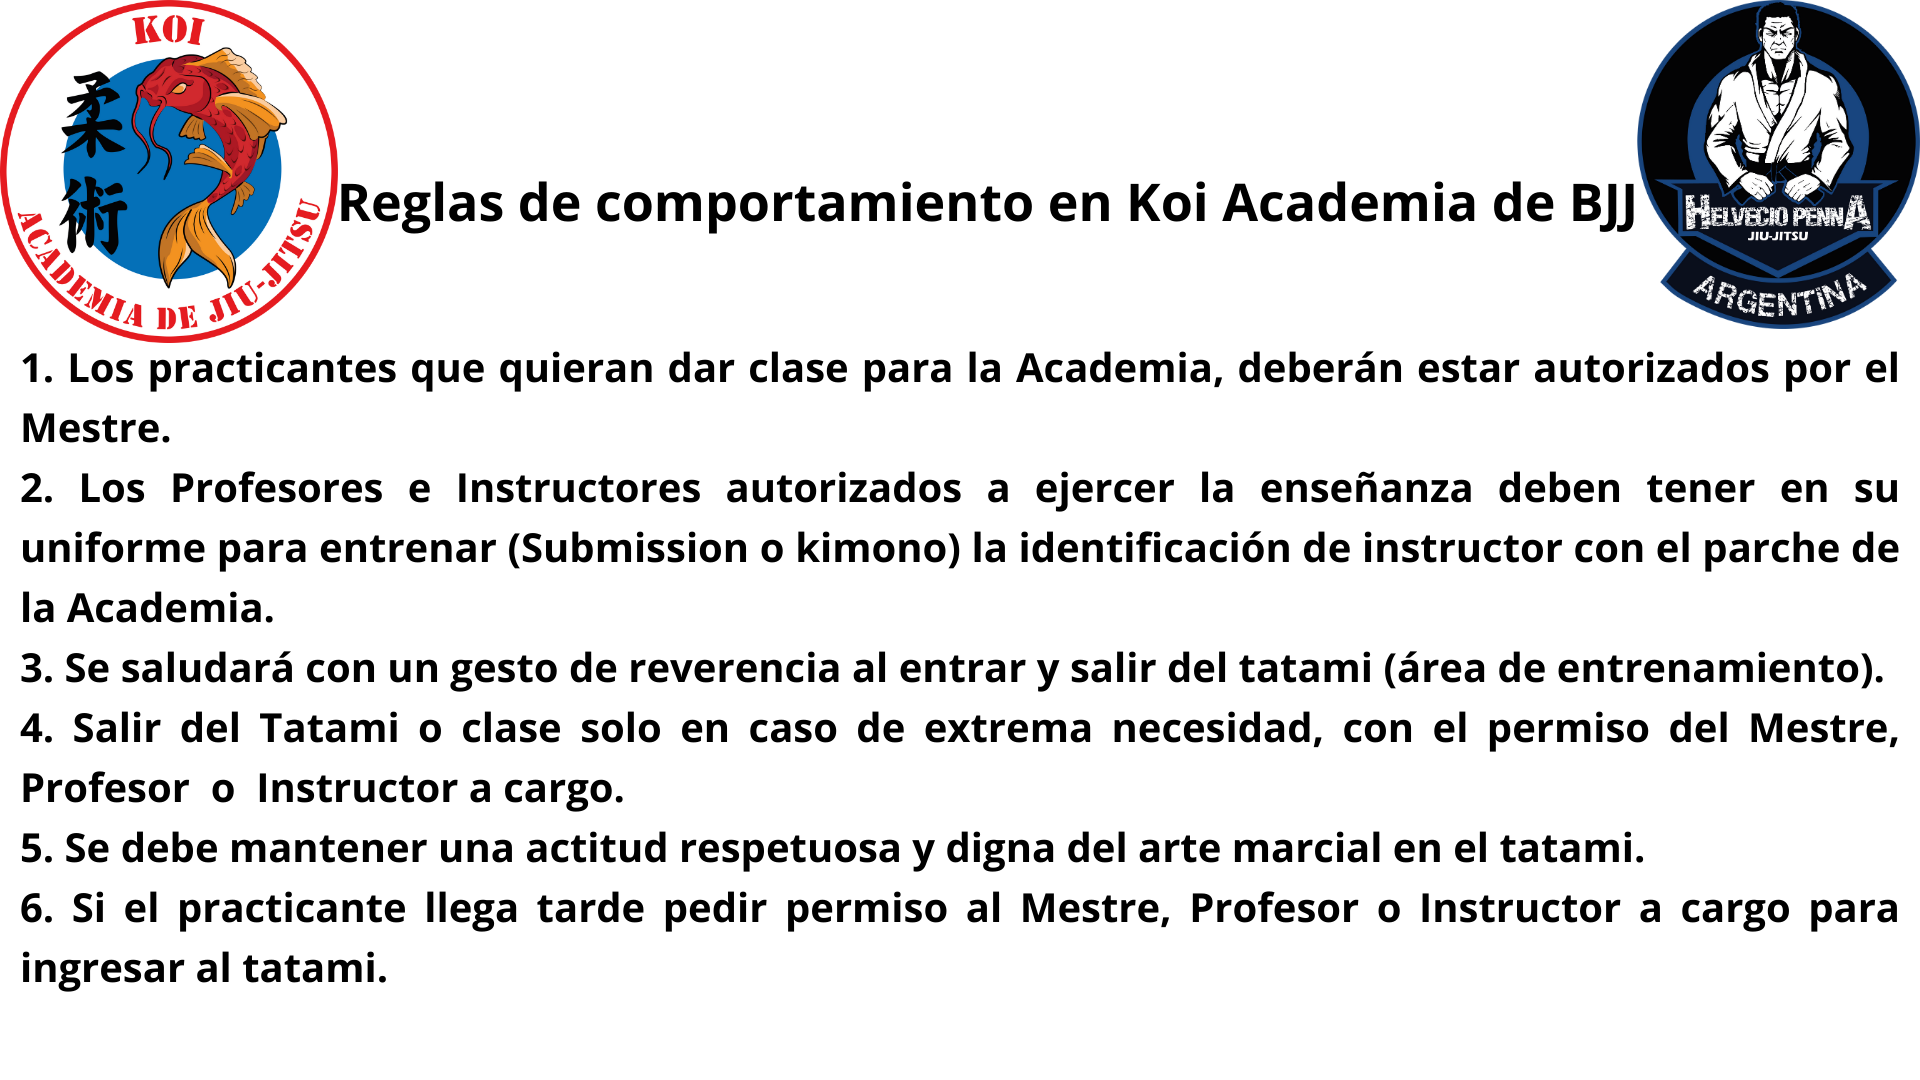 KOI
柔術
ACADEMIA DE JIU-JITSU
HELVECIO PENNA
JIU-JITSU
ARGENTINA
Reglas de comportamiento en Koi Academia de BJJ
1. Los practicantes que quieran dar clase para la Academia, deberán estar autorizados por el
Mestre.
2. Los Profesores e Instructores autorizados a ejercer la enseñanza deben tener en su
uniforme para entrenar (Submission o kimono) la identificación de instructor con el parche de
la Academia.
3. Se saludará con un gesto de reverencia al entrar y salir del tatami (área de entrenamiento).
4. Salir del Tatami o clase solo en caso de extrema necesidad, con el permiso del Mestre,
Profesor o Instructor a cargo.
5. Se debe mantener una actitud respetuosa y digna del arte marcial en el tatami.
6. Si el practicante llega tarde pedir permiso al Mestre, Profesor o Instructor a cargo para
ingresar al tatami.